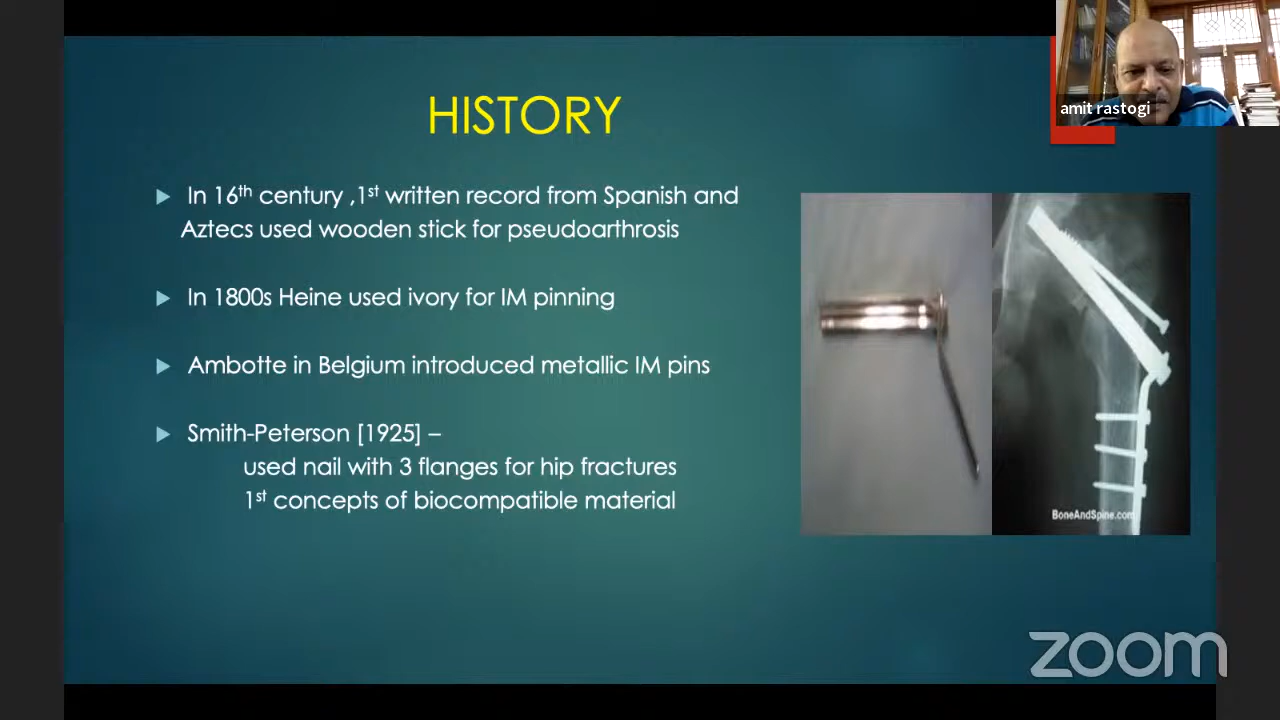 amit rastogi
HISTORY
In 16th century ,1st written record from Spanish and
Aztecs used wooden stick for pseudoarthrosis
In 1800s Heine used ivory for IM pinning
Ambotte in Belgium introduced metallic IM pins
Smith-Peterson [1925] –
used nail with 3 flanges for hip fractures
1st concepts of biocompatible material
BoneAndSpine.com
zoom